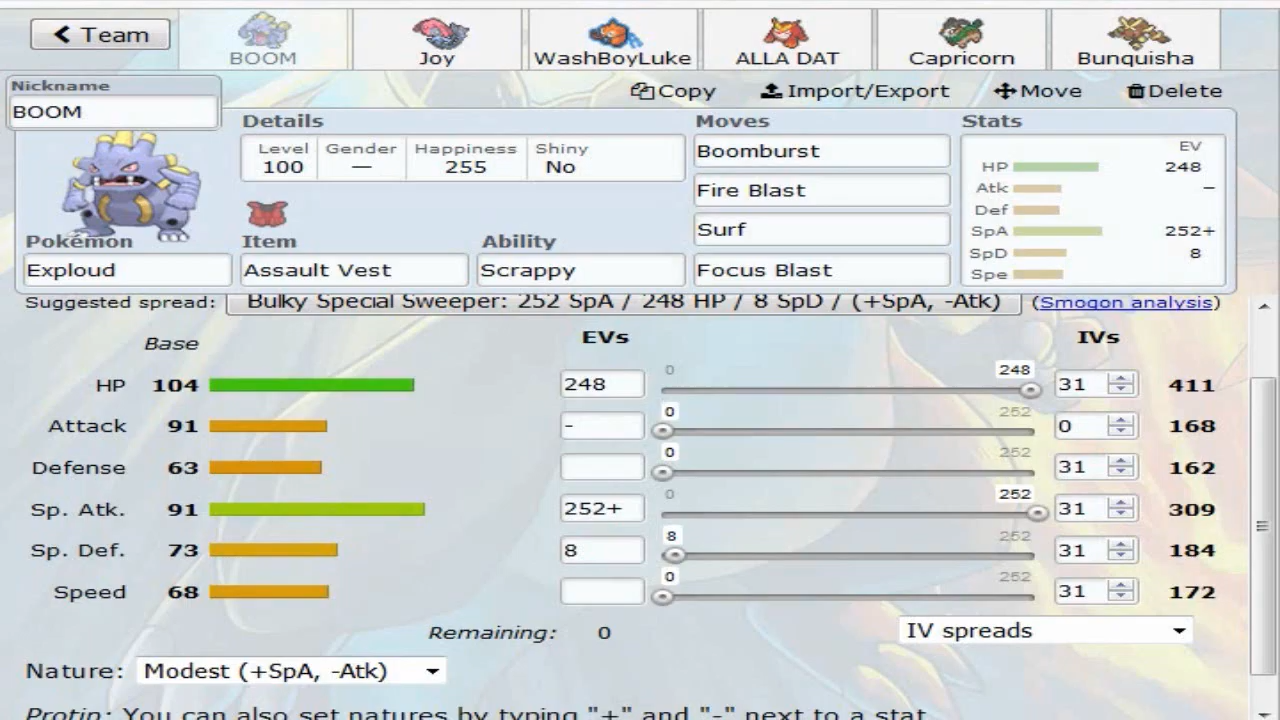 Team
BOOM
Joy
WashBoyLuke
ALLA DAT
Capricorn
Bunquisha
Copy
Import/Export
Move
Delete
Nickname
BOOM
Details
Level Gender Happiness Shiny
100 — 255 No
Pokémon
Exploud
Item
Assault Vest
Ability
Scrappy
Moves
Boomburst
Fire Blast
Surf
Focus Blast
Stats
EV
HP 248
Atk –
Def
SpA 252+
SpD 8
Spe
Suggested spread: Bulky Special Sweeper: 252 SpA / 248 HP / 8 SpD / (+SpA, -Atk) (Smogon analysis)
Base EVs IVs
HP 104 248 0 248 31 411
Attack 91 - 0 252 0 168
Defense 63 0 252 31 162
Sp. Atk. 91 252+ 0 252 31 309
Sp. Def. 73 8 8 252 31 184
Speed 68 0 252 31 172
Remaining: 0
IV spreads
Nature: Modest (+SpA, -Atk)
Protip: You can also set natures by typing "+" and "-" next to a stat.